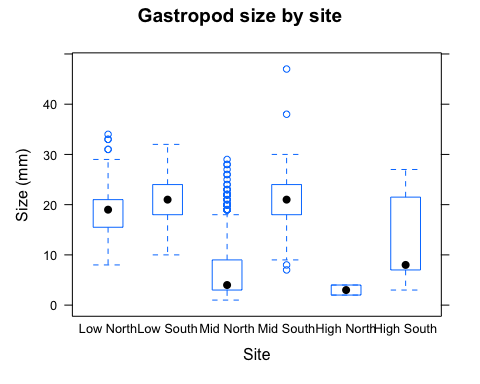 Gastropod size by site
Size (mm)
40
30
20
10
0
Low North Low South Mid North Mid South High North High South
Site